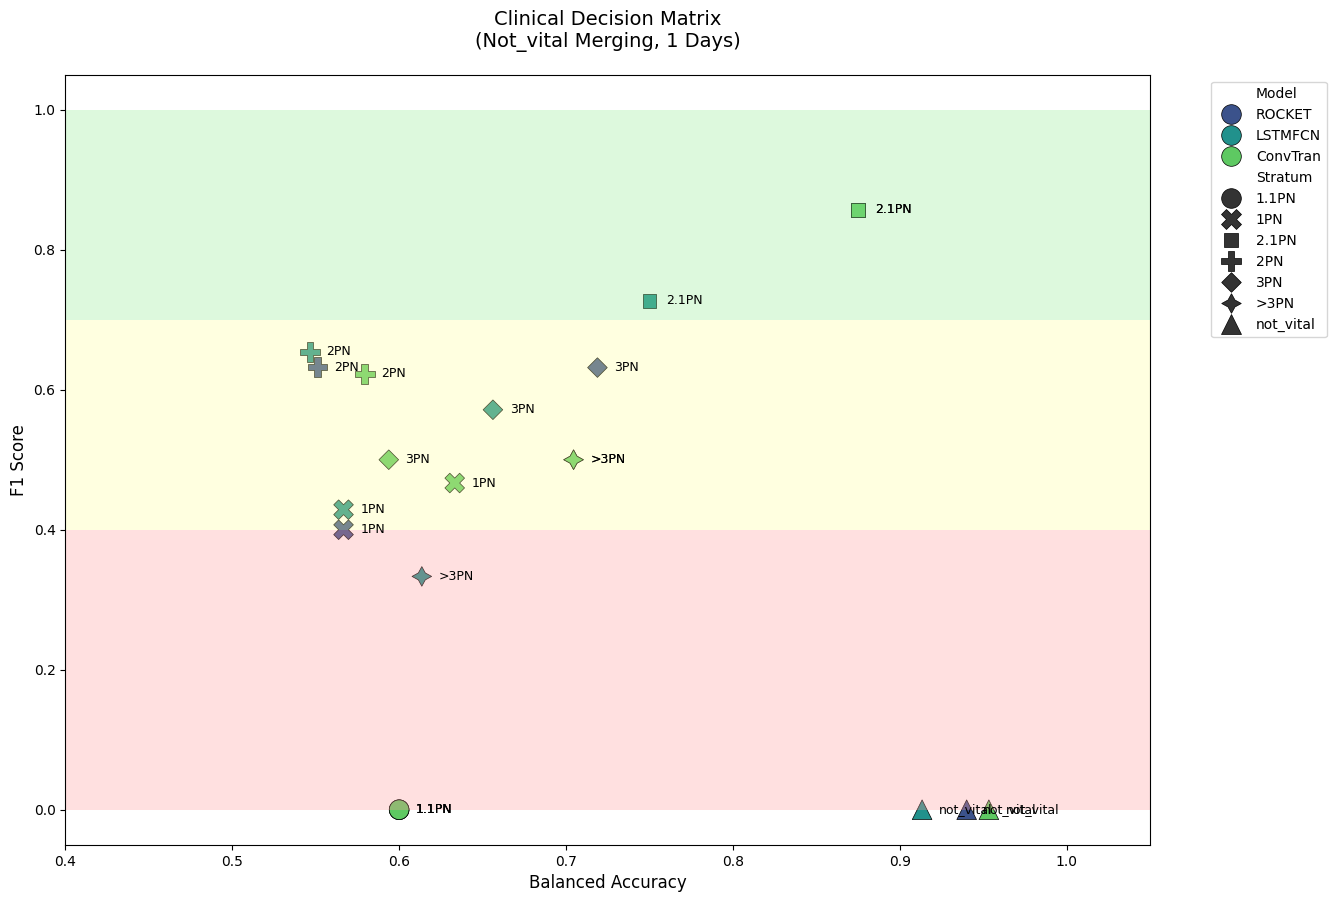 Clinical Decision Matrix
(Not_vital Merging, 1 Days)
Model
ROCKET
LSTMFCN
ConvTran
Stratum
1.1PN
1PN
2.1PN
2PN
3PN
>3PN
not_vital
F1 Score
1.0
0.8
0.6
0.4
0.2
0.0
2.1PN
2.1PN
2PN
2PN
2PN
3PN
3PN
3PN
>3PN
1PN
1PN
1PN
>3PN
1.1PN
not_vital
not_vital
not_vital
0.4
0.5
0.6
0.7
0.8
0.9
1.0
Balanced Accuracy